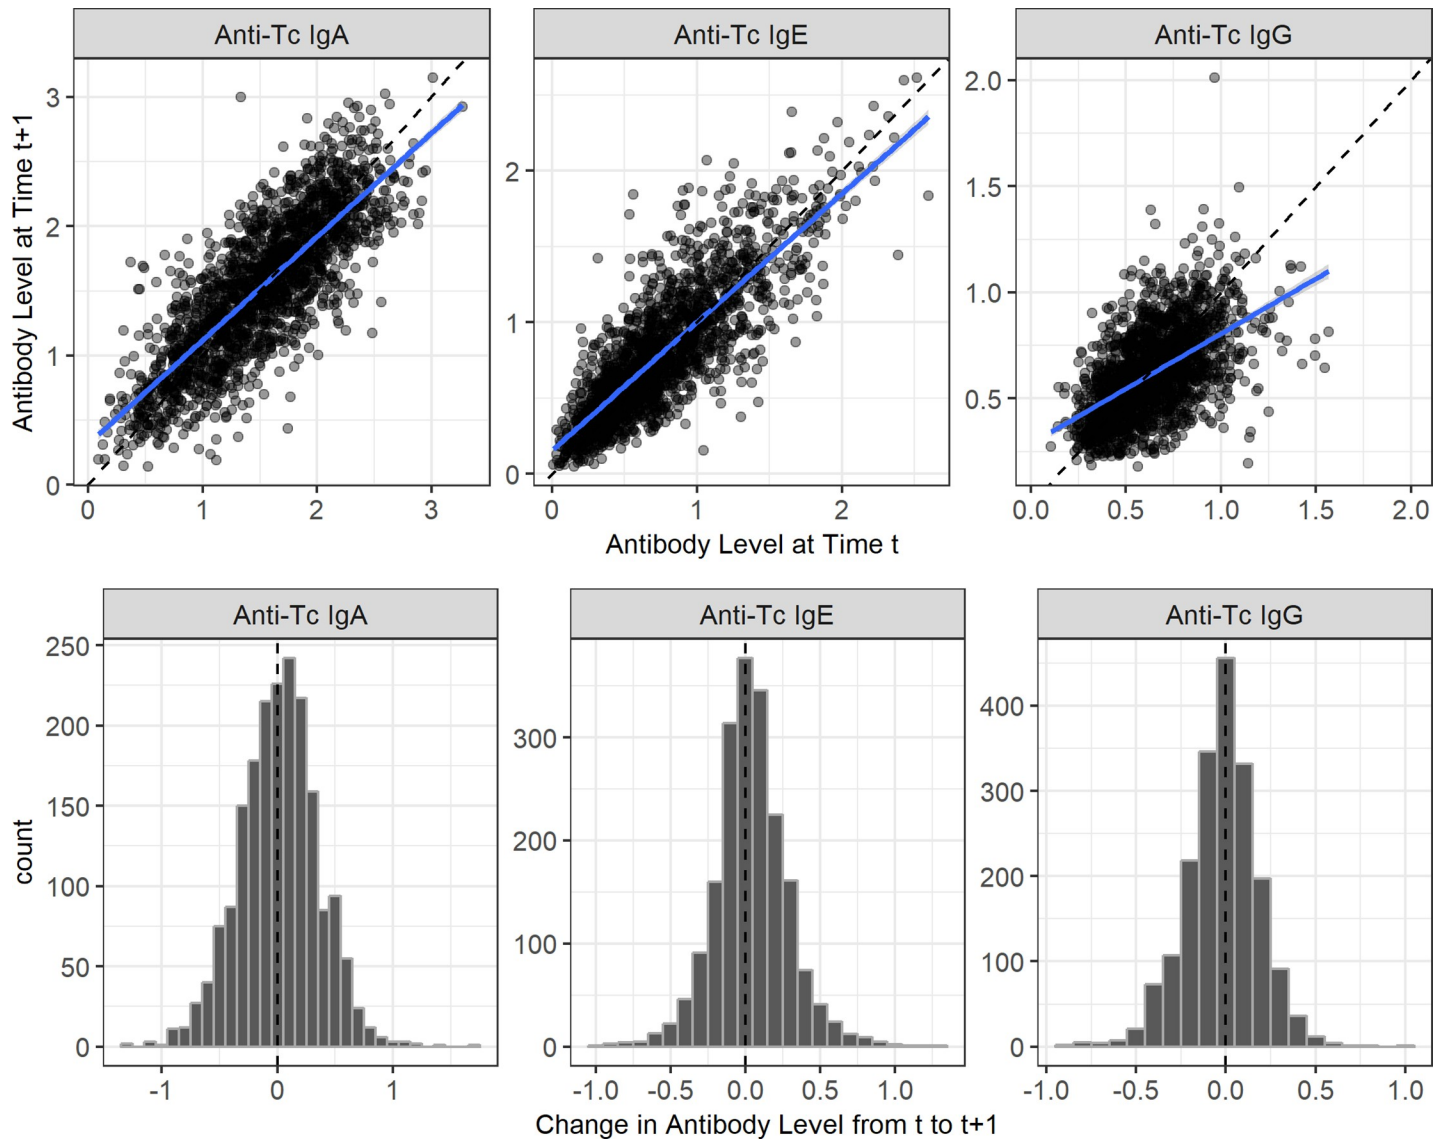 Anti-Tc IgA Anti-Tc IgE Anti-Tc IgG
Antibody Level at Time t+1
3
2
1
0
2
1
0
2.0
1.5
1.0
0.5
0 1 2 3
0 1 2
0.0 0.5 1.0 1.5 2.0
Antibody Level at Time t
Anti-Tc IgA Anti-Tc IgE Anti-Tc IgG
count
250
200
150
100
50
0
300
200
100
0
400
300
200
100
0
-1 0 1
-1.0 -0.5 0.0 0.5 1.0
-1.0 -0.5 0.0 0.5 1.0
Change in Antibody Level from t to t+1